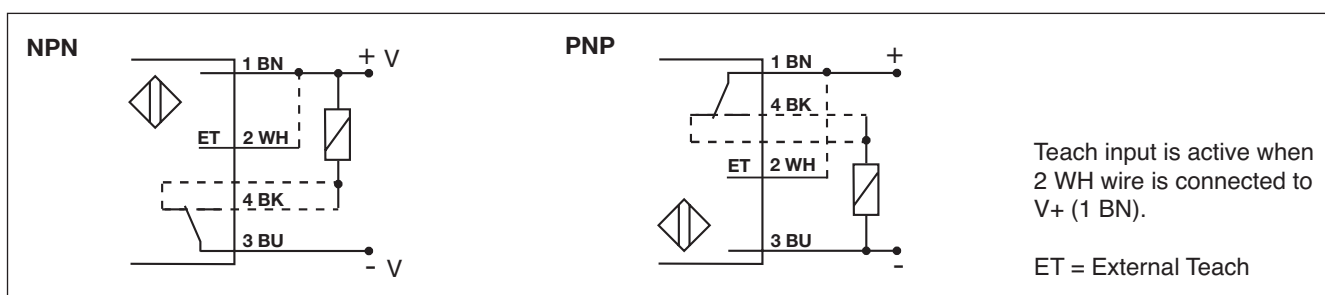 NPN
1 BN
+ V
ET
2 WH
4 BK
3 BU
- V
PNP
1 BN
+
4 BK
ET
2 WH
3 BU
-
Teach input is active when
2 WH wire is connected to
V+ (1 BN).
ET = External Teach